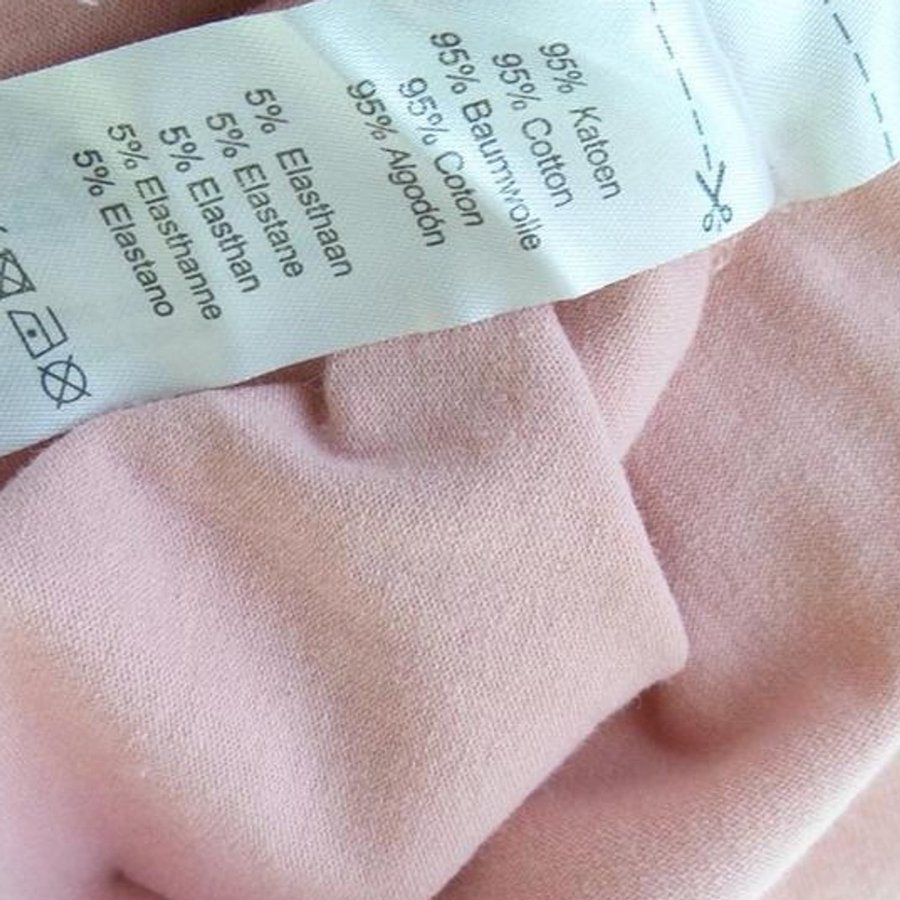 95% Katoen
95% Cotton
95% Baumwolle
95% Coton
95% Algodón
5% Elasthaan
5% Elastane
5% Elasthan
5% Elasthanne
5% Elastano